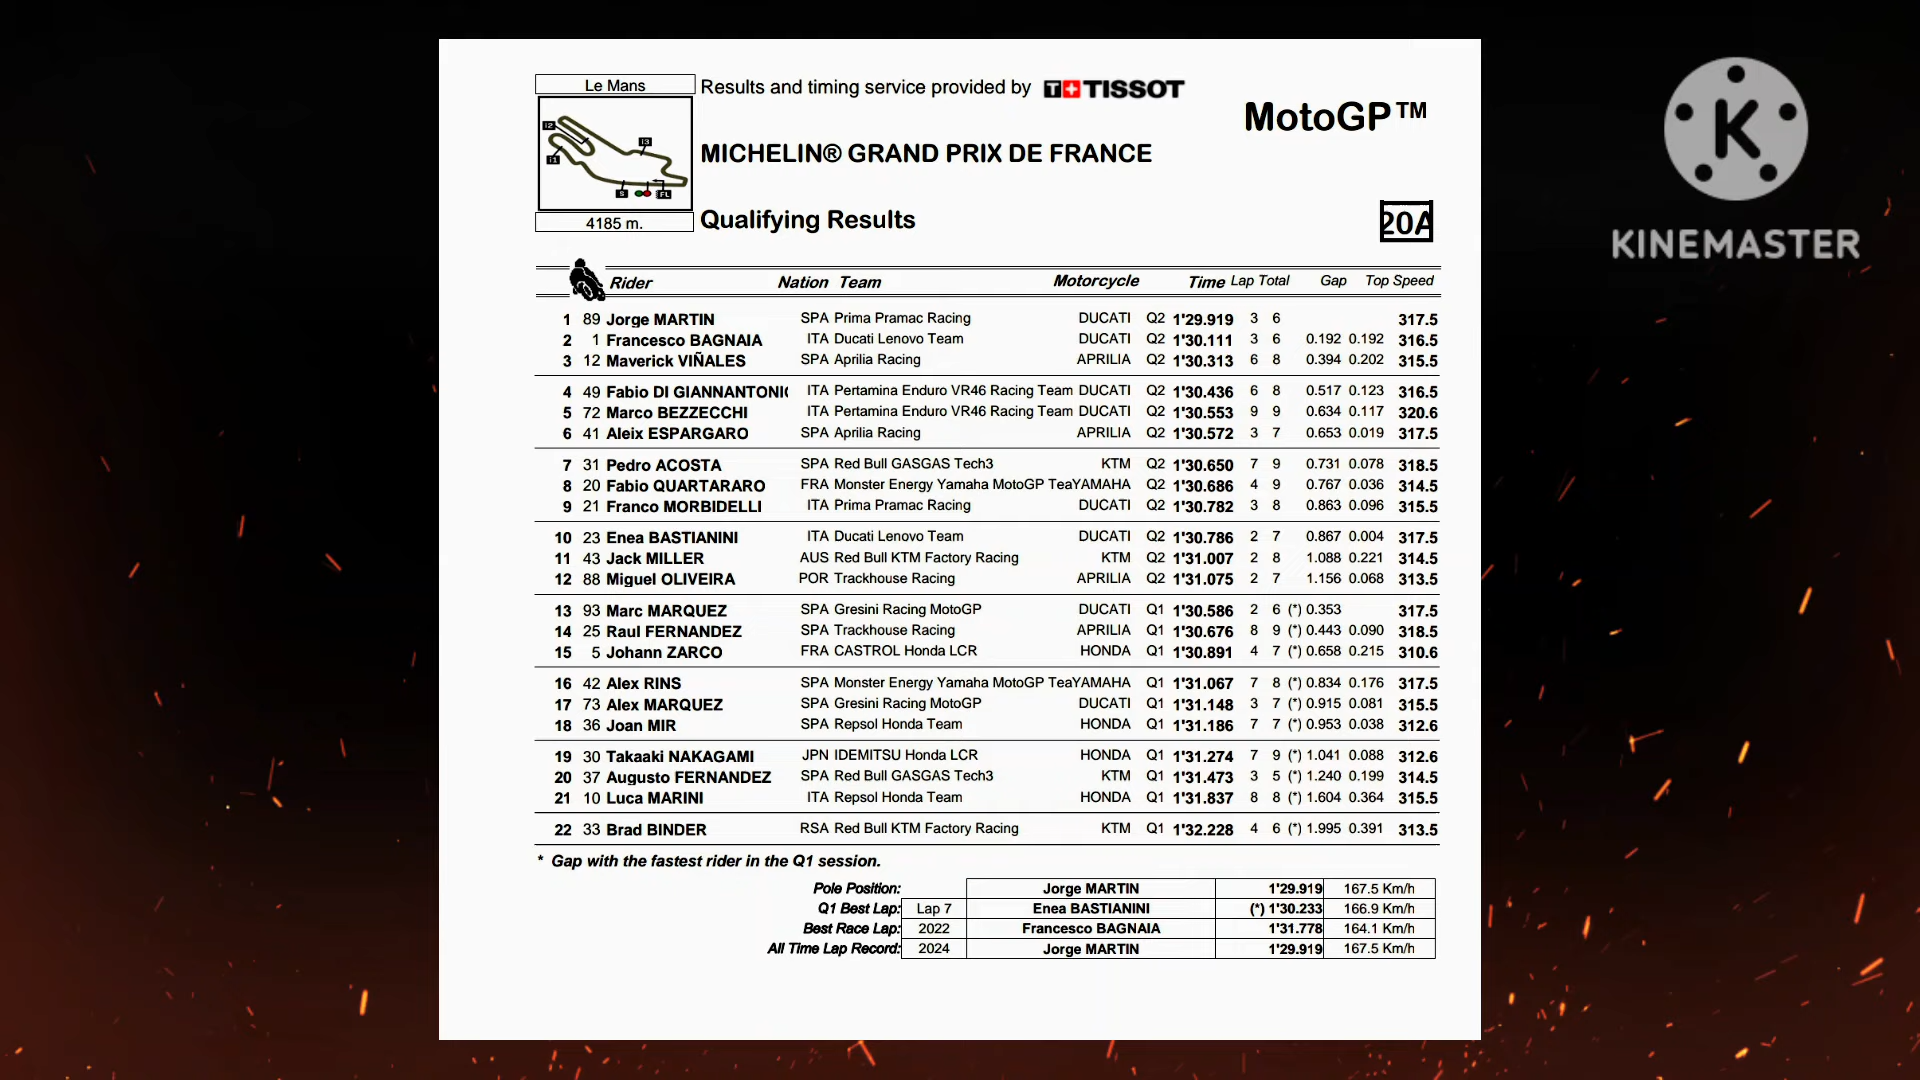 Le Mans
Results and timing service provided by T+TISSOT
MotoGP™
MICHELIN® GRAND PRIX DE FRANCE
4185 m.
Qualifying Results
20A
I2
I1
I3
S
FL
KINEMASTER
Rider Nation Team Motorcycle Time Lap Total Gap Top Speed
1 89 Jorge MARTIN SPA Prima Pramac Racing DUCATI Q2 1'29.919 3 6 317.5
2 1 Francesco BAGNAIA ITA Ducati Lenovo Team DUCATI Q2 1'30.111 3 6 0.192 0.192 316.5
3 12 Maverick VIÑALES SPA Aprilia Racing APRILIA Q2 1'30.313 6 8 0.394 0.202 315.5
4 49 Fabio DI GIANNANTONI ITA Pertamina Enduro VR46 Racing Team DUCATI Q2 1'30.436 6 8 0.517 0.123 316.5
5 72 Marco BEZZECCHI ITA Pertamina Enduro VR46 Racing Team DUCATI Q2 1'30.553 9 9 0.634 0.117 320.6
6 41 Aleix ESPARGARO SPA Aprilia Racing APRILIA Q2 1'30.572 3 7 0.653 0.019 317.5
7 31 Pedro ACOSTA SPA Red Bull GASGAS Tech3 KTM Q2 1'30.650 7 9 0.731 0.078 318.5
8 20 Fabio QUARTARARO FRA Monster Energy Yamaha MotoGP Tea YAMAHA Q2 1'30.686 4 9 0.767 0.036 314.5
9 21 Franco MORBIDELLI ITA Prima Pramac Racing DUCATI Q2 1'30.782 3 8 0.863 0.096 315.5
10 23 Enea BASTIANINI ITA Ducati Lenovo Team DUCATI Q2 1'30.786 2 7 0.867 0.004 317.5
11 43 Jack MILLER AUS Red Bull KTM Factory Racing KTM Q2 1'31.007 2 8 1.088 0.221 314.5
12 88 Miguel OLIVEIRA POR Trackhouse Racing APRILIA Q2 1'31.075 2 7 1.156 0.068 313.5
13 93 Marc MARQUEZ SPA Gresini Racing MotoGP DUCATI Q1 1'30.586 2 6 (*) 0.353 317.5
14 25 Raul FERNANDEZ SPA Trackhouse Racing APRILIA Q1 1'30.676 8 9 (*) 0.443 0.090 318.5
15 5 Johann ZARCO FRA CASTROL Honda LCR HONDA Q1 1'30.891 4 7 (*) 0.658 0.215 310.6
16 42 Alex RINS SPA Monster Energy Yamaha MotoGP Tea YAMAHA Q1 1'31.067 7 8 (*) 0.834 0.176 317.5
17 73 Alex MARQUEZ SPA Gresini Racing MotoGP DUCATI Q1 1'31.148 3 7 (*) 0.915 0.081 315.5
18 36 Joan MIR SPA Repsol Honda Team HONDA Q1 1'31.186 7 7 (*) 0.953 0.038 312.6
19 30 Takaaki NAKAGAMI JPN IDEMITSU Honda LCR HONDA Q1 1'31.274 7 9 (*) 1.041 0.088 312.6
20 37 Augusto FERNANDEZ SPA Red Bull GASGAS Tech3 KTM Q1 1'31.473 3 5 (*) 1.240 0.199 314.5
21 10 Luca MARINI ITA Repsol Honda Team HONDA Q1 1'31.837 8 8 (*) 1.604 0.364 315.5
22 33 Brad BINDER RSA Red Bull KTM Factory Racing KTM Q1 1'32.228 4 6 (*) 1.995 0.391 313.5
* Gap with the fastest rider in the Q1 session.
Pole Position: Jorge MARTIN 1'29.919 167.5 Km/h
Q1 Best Lap: Lap 7 Enea BASTIANINI (*) 1'30.233 166.9 Km/h
Best Race Lap: 2022 Francesco BAGNAIA 1'31.778 164.1 Km/h
All Time Lap Record: 2024 Jorge MARTIN 1'29.919 167.5 Km/h